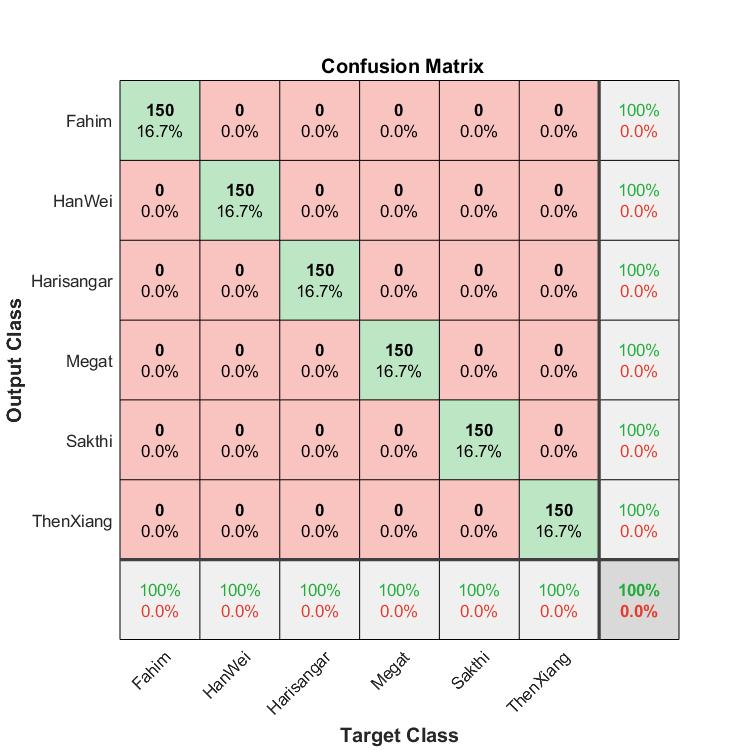 Confusion Matrix
Fahim 150 0 0 0 0 0 100%
16.7% 0.0% 0.0% 0.0% 0.0% 0.0% 0.0%
HanWei 0 150 0 0 0 0 100%
0.0% 16.7% 0.0% 0.0% 0.0% 0.0% 0.0%
Harisangar 0 0 150 0 0 0 100%
0.0% 0.0% 16.7% 0.0% 0.0% 0.0% 0.0%
Megat 0 0 0 150 0 0 100%
0.0% 0.0% 0.0% 16.7% 0.0% 0.0% 0.0%
Sakthi 0 0 0 0 150 0 100%
0.0% 0.0% 0.0% 0.0% 16.7% 0.0% 0.0%
ThenXiang 0 0 0 0 0 150 100%
0.0% 0.0% 0.0% 0.0% 0.0% 16.7% 0.0%
100% 100% 100% 100% 100% 100% 100%
0.0% 0.0% 0.0% 0.0% 0.0% 0.0% 0.0%
Fahim HanWei Harisangar Megat Sakthi ThenXiang
Target Class
Output Class